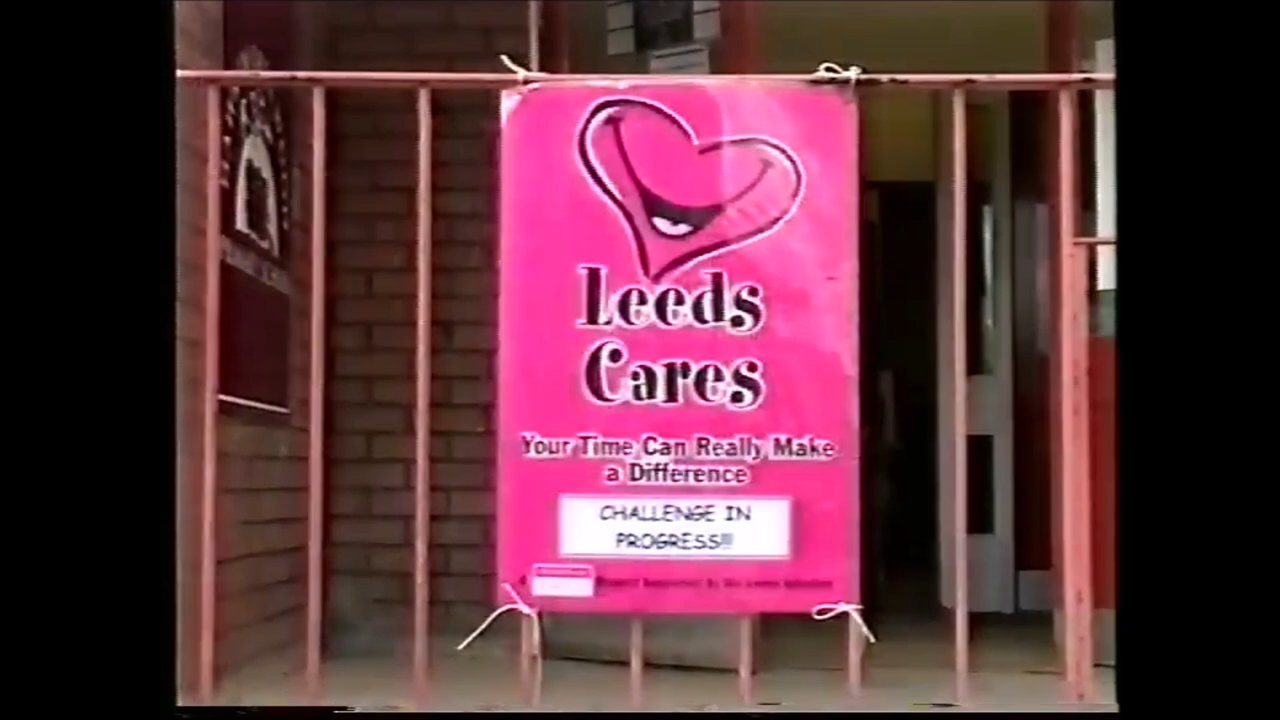 Leeds
Cares
Your Time Can Really Make
a Difference
CHALLENGE IN
PROGRESS!!!